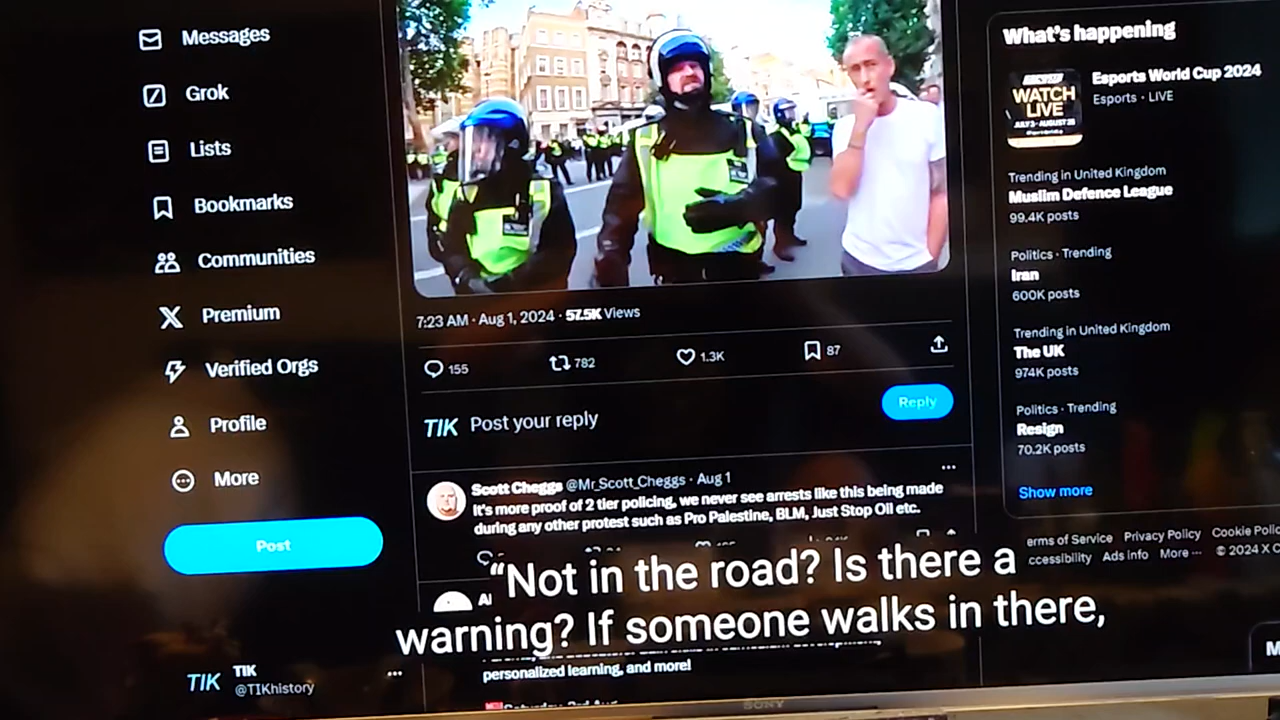 Messages
Grok
Lists
Bookmarks
Communities
Premium
Verified Orgs
Profile
More
Post
TIK
@TIKhistory
7:23 AM · Aug 1, 2024 · 57.5K Views
155
782
1.3K
87
TIK
Post your reply
Reply
Scott Cheggs @Mr_Scott_Cheggs · Aug 1
It's more proof of 2 tier policing, we never see arrests like this being made
during any other protest such as Pro Palestine, BLM, Just Stop Oil etc.
“Not in the road? Is there a
warning? If someone walks in there,
personalized learning, and more!
What's happening
WATCH
LIVE
Esports World Cup 2024
Esports · LIVE
Trending in United Kingdom
Muslim Defence League
99.4K posts
Politics · Trending
Iran
600K posts
Trending in United Kingdom
The UK
974K posts
Politics · Trending
Resign
70.2K posts
Show more
erms of Service Privacy Policy Cookie Polic
ccessibility Ads info More ··· © 2024 X C
SONY